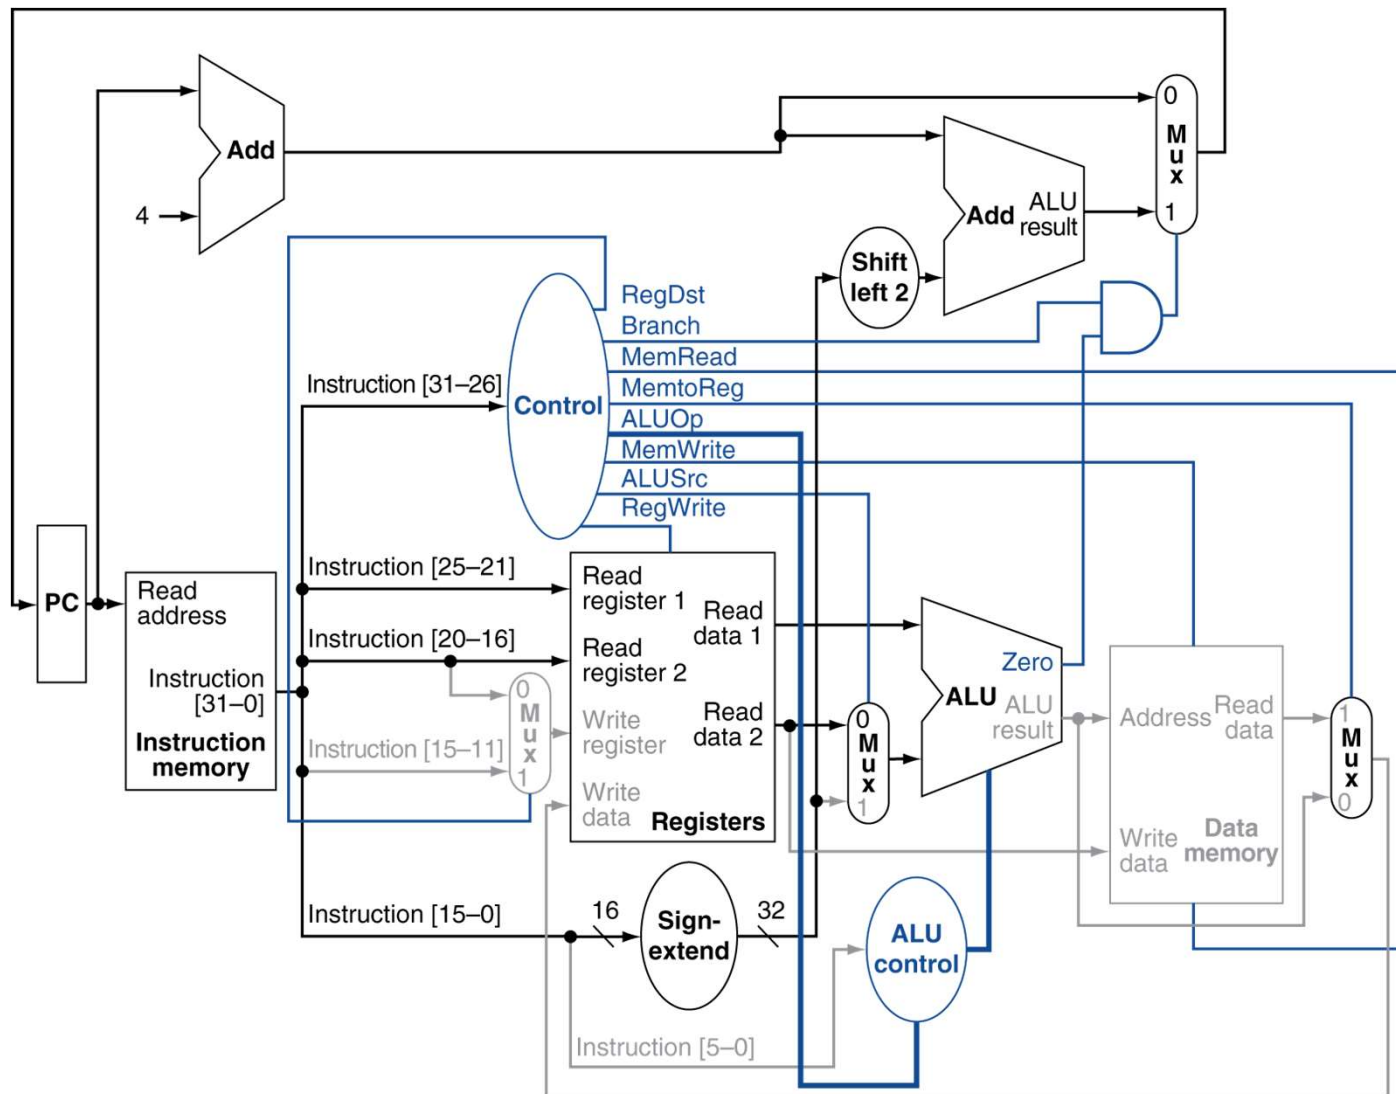 0
M
u
x
1
Add
4
Add
ALU
result
Shift
left 2
RegDst
Branch
MemRead
MemtoReg
ALUOp
MemWrite
ALUSrc
RegWrite
Instruction [31–26]
Control
PC
Read
address
Instruction
[31–0]
Instruction
memory
Instruction [25–21]
Instruction [20–16]
Instruction [15–11]
0
M
u
x
1
Read
register 1
Read
register 2
Write
register
Write
data
Read
data 1
Read
data 2
Registers
0
M
u
x
1
Zero
ALU
ALU
result
Address
Read
data
Write
data
Data
memory
1
M
u
x
0
Instruction [15–0]
16
Sign-
extend
32
ALU
control
Instruction [5–0]